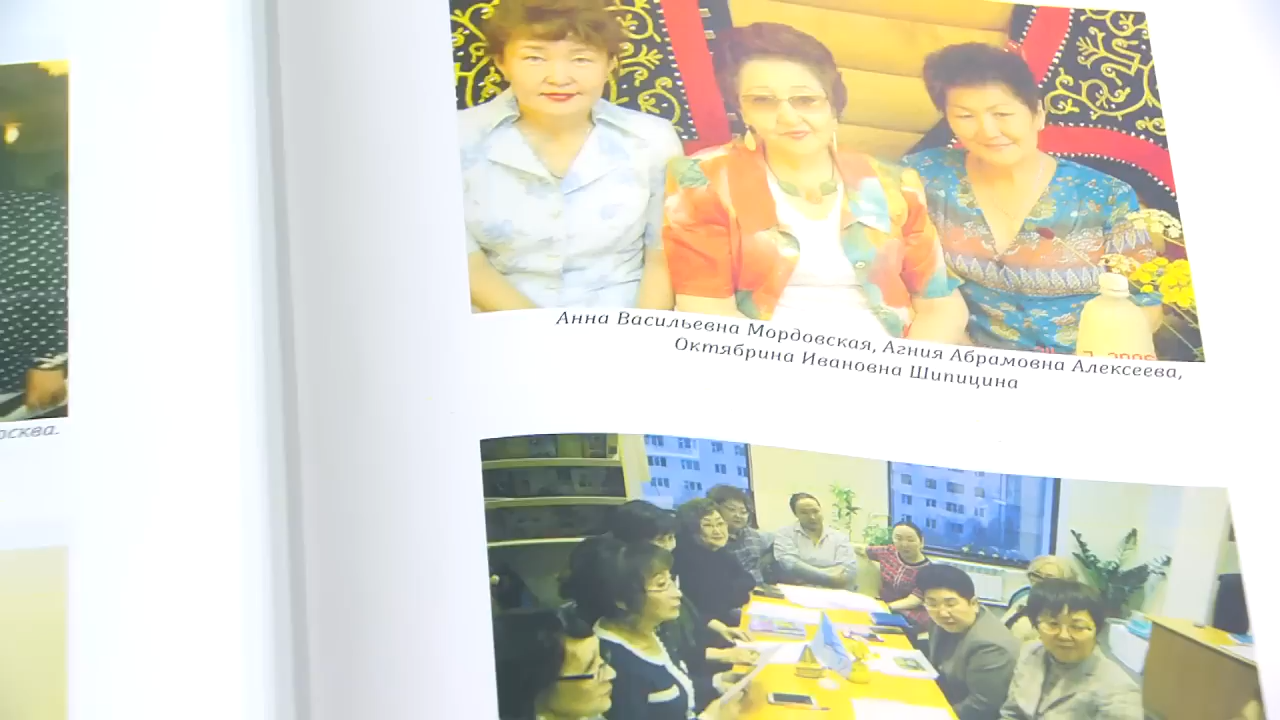 Анна Васильевна Мордовская, Агния Абрамовна Алексеева,
Октябрина Ивановна Шипицина